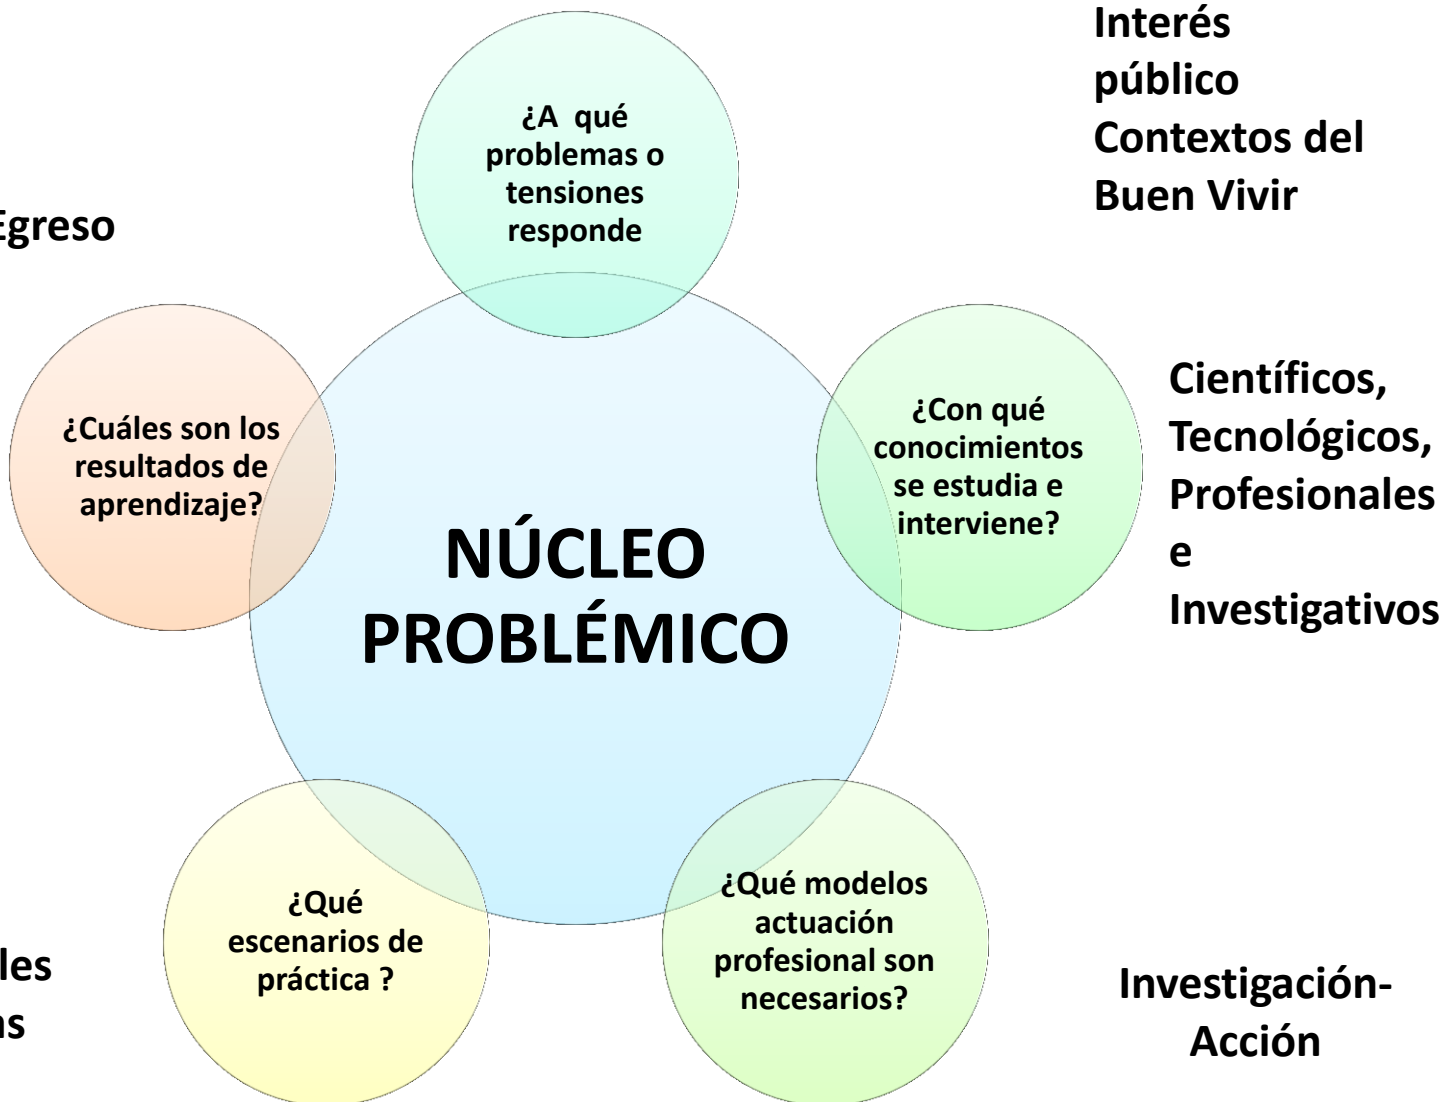 Interés
público
Contextos del
Buen Vivir
¿A qué
problemas o
tensiones
responde
Egreso
¿Cuáles son los
resultados de
aprendizaje?
¿Con qué
conocimientos
se estudia e
interviene?
Científicos,
Tecnológicos,
Profesionales
e
Investigativos
NÚCLEO
PROBLÉMICO
¿Qué
escenarios de
práctica ?
¿Qué modelos
actuación
profesional son
necesarios?
Investigación-
Acción